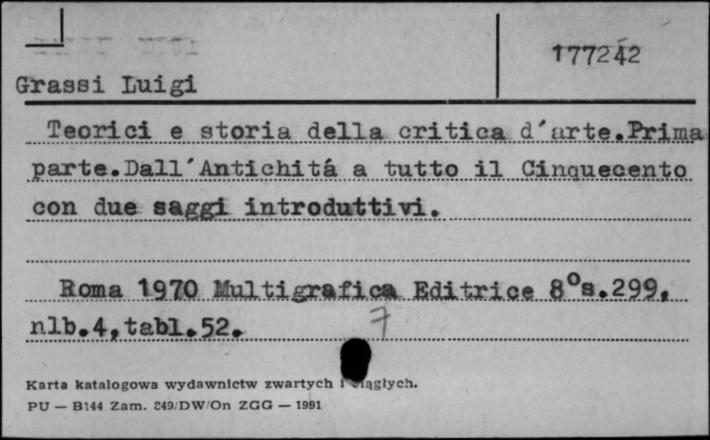 177242
Grassi Luigi
Teorici e storia della critica d´arte.Prima
parte.Dall´Antichitá a tutto il Cinquecento
con due saggi introduttivi.
Roma 1970 Multigrafica Editrice 8°s.299,
nlb.4,tabl.52.
7
Karta katalogowa wydawnictw zwartych i ciągłych.
PU — B144 Zam. 849/DW/On ZGG — 1991